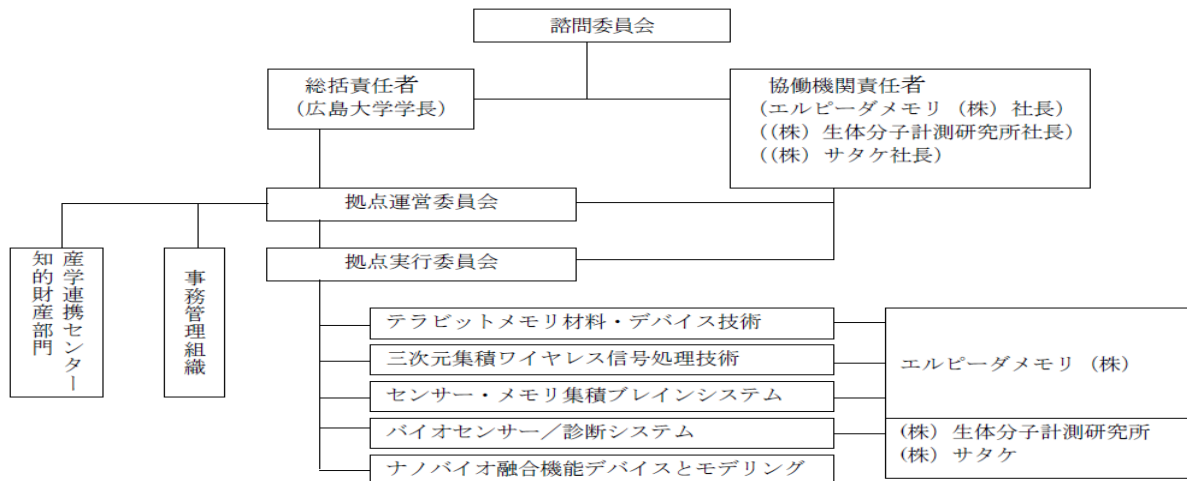 諮問委員会
総括責任者
(広島大学学長)
協働機関責任者
(エルピーダメモリ（株）社長)
((株）生体分子計測研究所社長)
((株）サタケ社長)
拠点運営委員会
拠点実行委員会
産学連携センター
知的財産部門
事務管理組織
テラビットメモリ材料・デバイス技術
三次元集積ワイヤレス信号処理技術
センサー・メモリ集積ブレインシステム
バイオセンサー／診断システム
ナノバイオ融合機能デバイスとモデリング
エルピーダメモリ（株）
（株）生体分子計測研究所
（株）サタケ